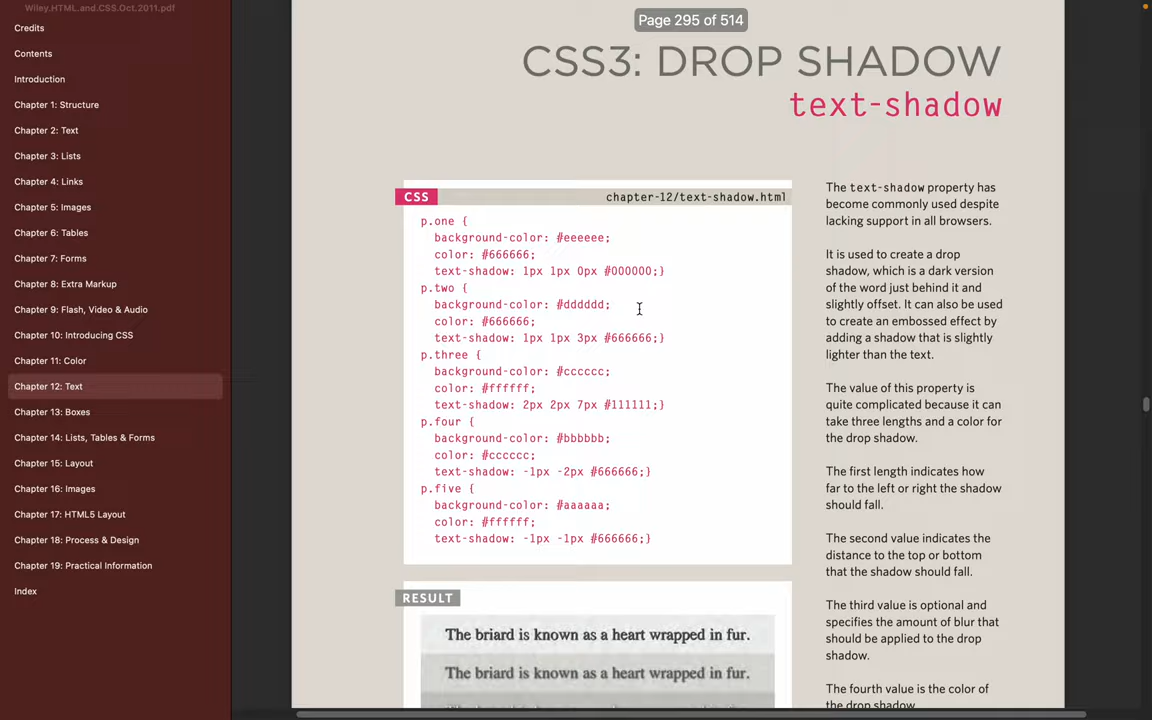 Wiley.HTML.and.CSS.Oct.2011.pdf
Credits
Contents
Introduction
Chapter 1: Structure
Chapter 2: Text
Chapter 3: Lists
Chapter 4: Links
Chapter 5: Images
Chapter 6: Tables
Chapter 7: Forms
Chapter 8: Extra Markup
Chapter 9: Flash, Video & Audio
Chapter 10: Introducing CSS
Chapter 11: Color
Chapter 12: Text
Chapter 13: Boxes
Chapter 14: Lists, Tables & Forms
Chapter 15: Layout
Chapter 16: Images
Chapter 17: HTML5 Layout
Chapter 18: Process & Design
Chapter 19: Practical Information
Index
Page 295 of 514
CSS3: DROP SHADOW
text-shadow
CSS
chapter-12/text-shadow.html
p.one {
background-color: #eeeeee;
color: #666666;
text-shadow: 1px 1px 0px #000000;}
p.two {
background-color: #dddddd;
color: #666666;
text-shadow: 1px 1px 3px #666666;}
p.three {
background-color: #cccccc;
color: #ffffff;
text-shadow: 2px 2px 7px #111111;}
p.four {
background-color: #bbbbbb;
color: #cccccc;
text-shadow: -1px -2px #666666;}
p.five {
background-color: #aaaaaa;
color: #ffffff;
text-shadow: -1px -1px #666666;}
RESULT
The briard is known as a heart wrapped in fur.
The briard is known as a heart wrapped in fur.
The text-shadow property has
become commonly used despite
lacking support in all browsers.
It is used to create a drop
shadow, which is a dark version
of the word just behind it and
slightly offset. It can also be used
to create an embossed effect by
adding a shadow that is slightly
lighter than the text.
The value of this property is
quite complicated because it can
take three lengths and a color for
the drop shadow.
The first length indicates how
far to the left or right the shadow
should fall.
The second value indicates the
distance to the top or bottom
that the shadow should fall.
The third value is optional and
specifies the amount of blur that
should be applied to the drop
shadow.
The fourth value is the color of
the drop shadow.